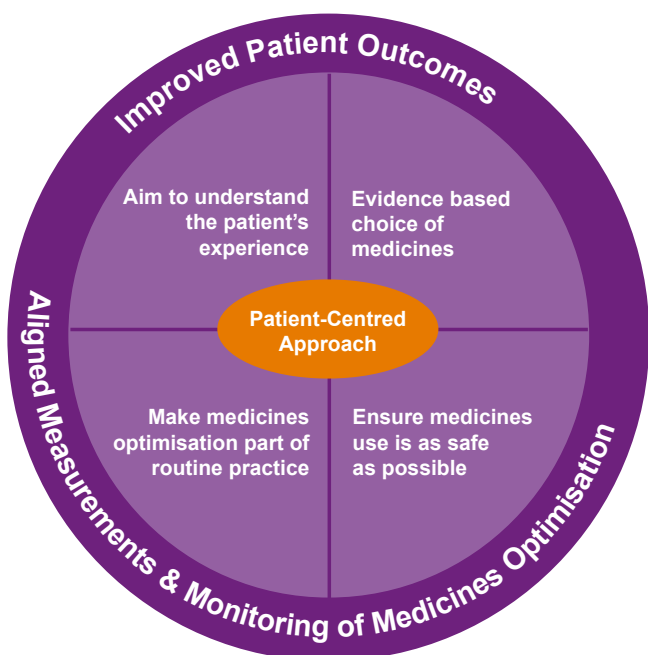 Improved Patient Outcomes
Aim to understand
the patient's
experience
Evidence based
choice of
medicines
Patient-Centred
Approach
Make medicines
optimisation part of
routine practice
Ensure medicines
use is as safe
as possible
Aligned Measurements & Monitoring of Medicines Optimisation